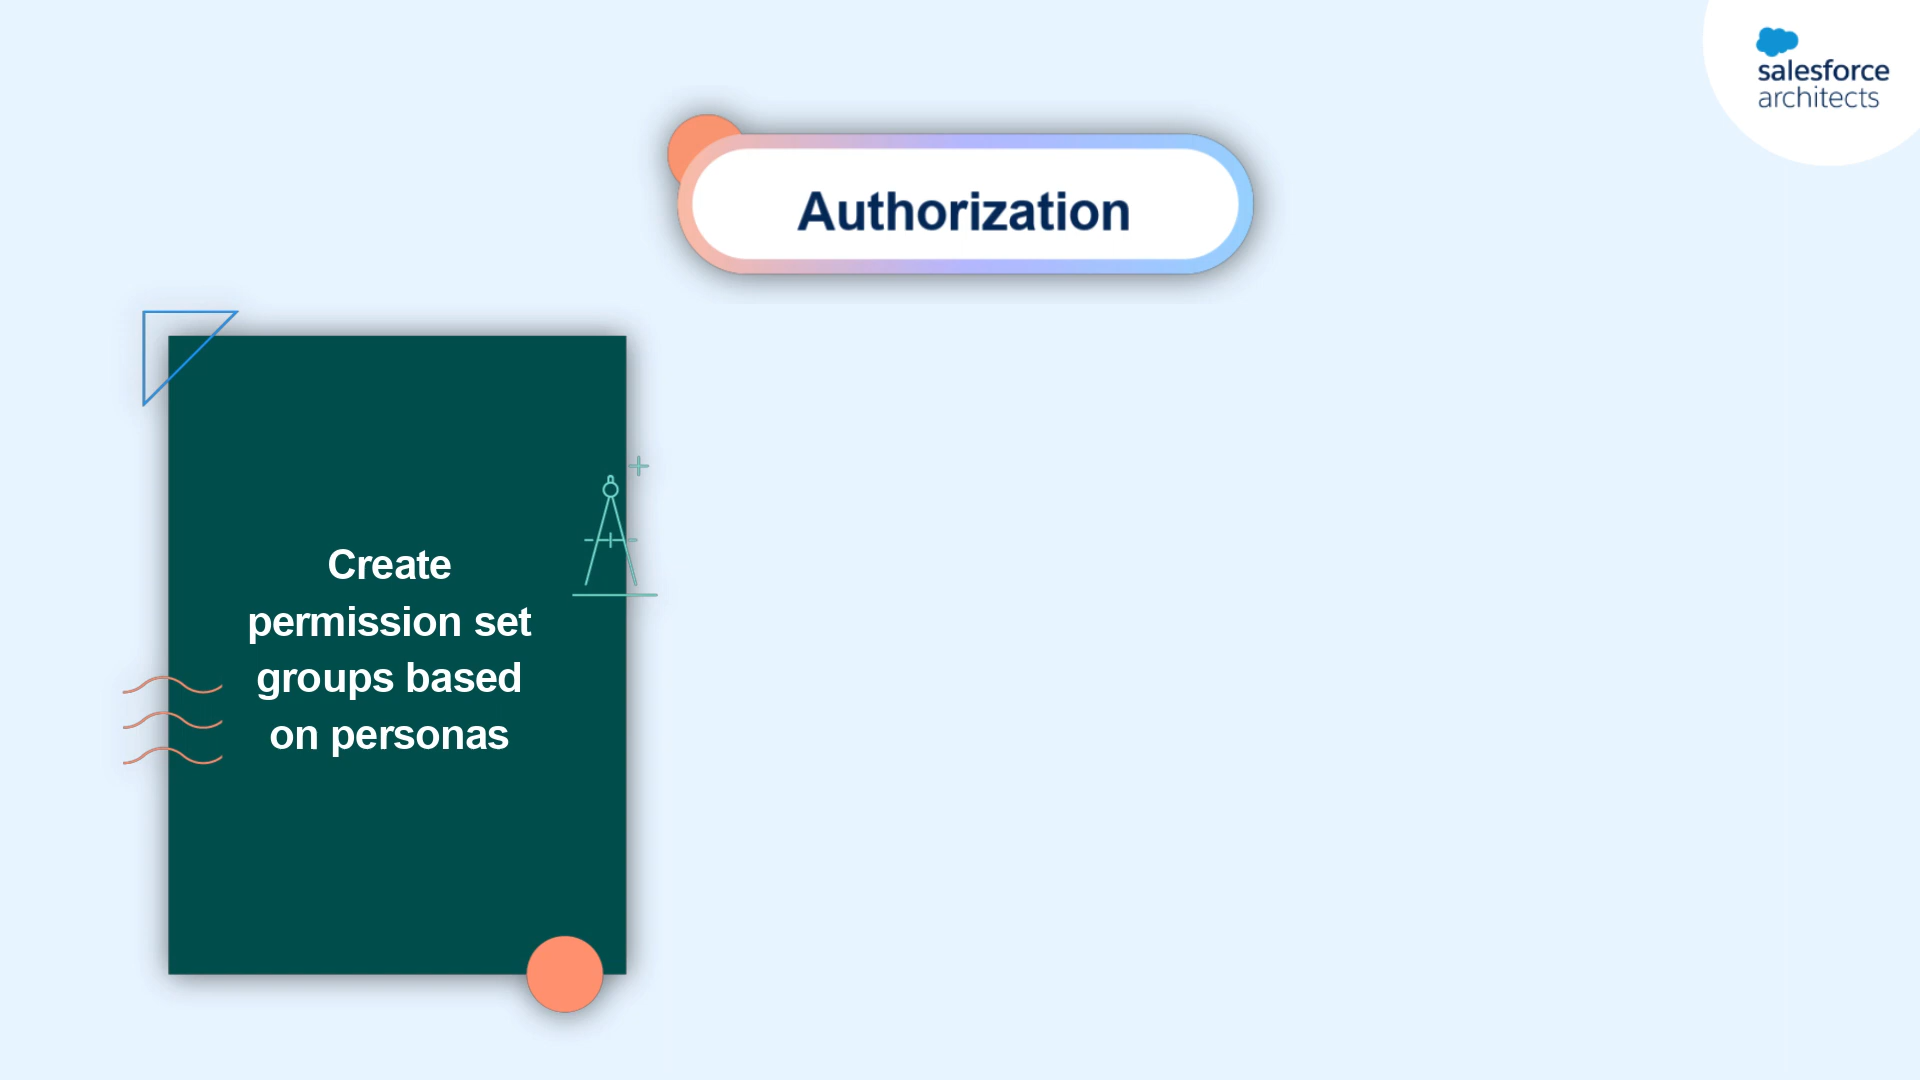 salesforce
architects
Authorization
Create
permission set
groups based
on personas